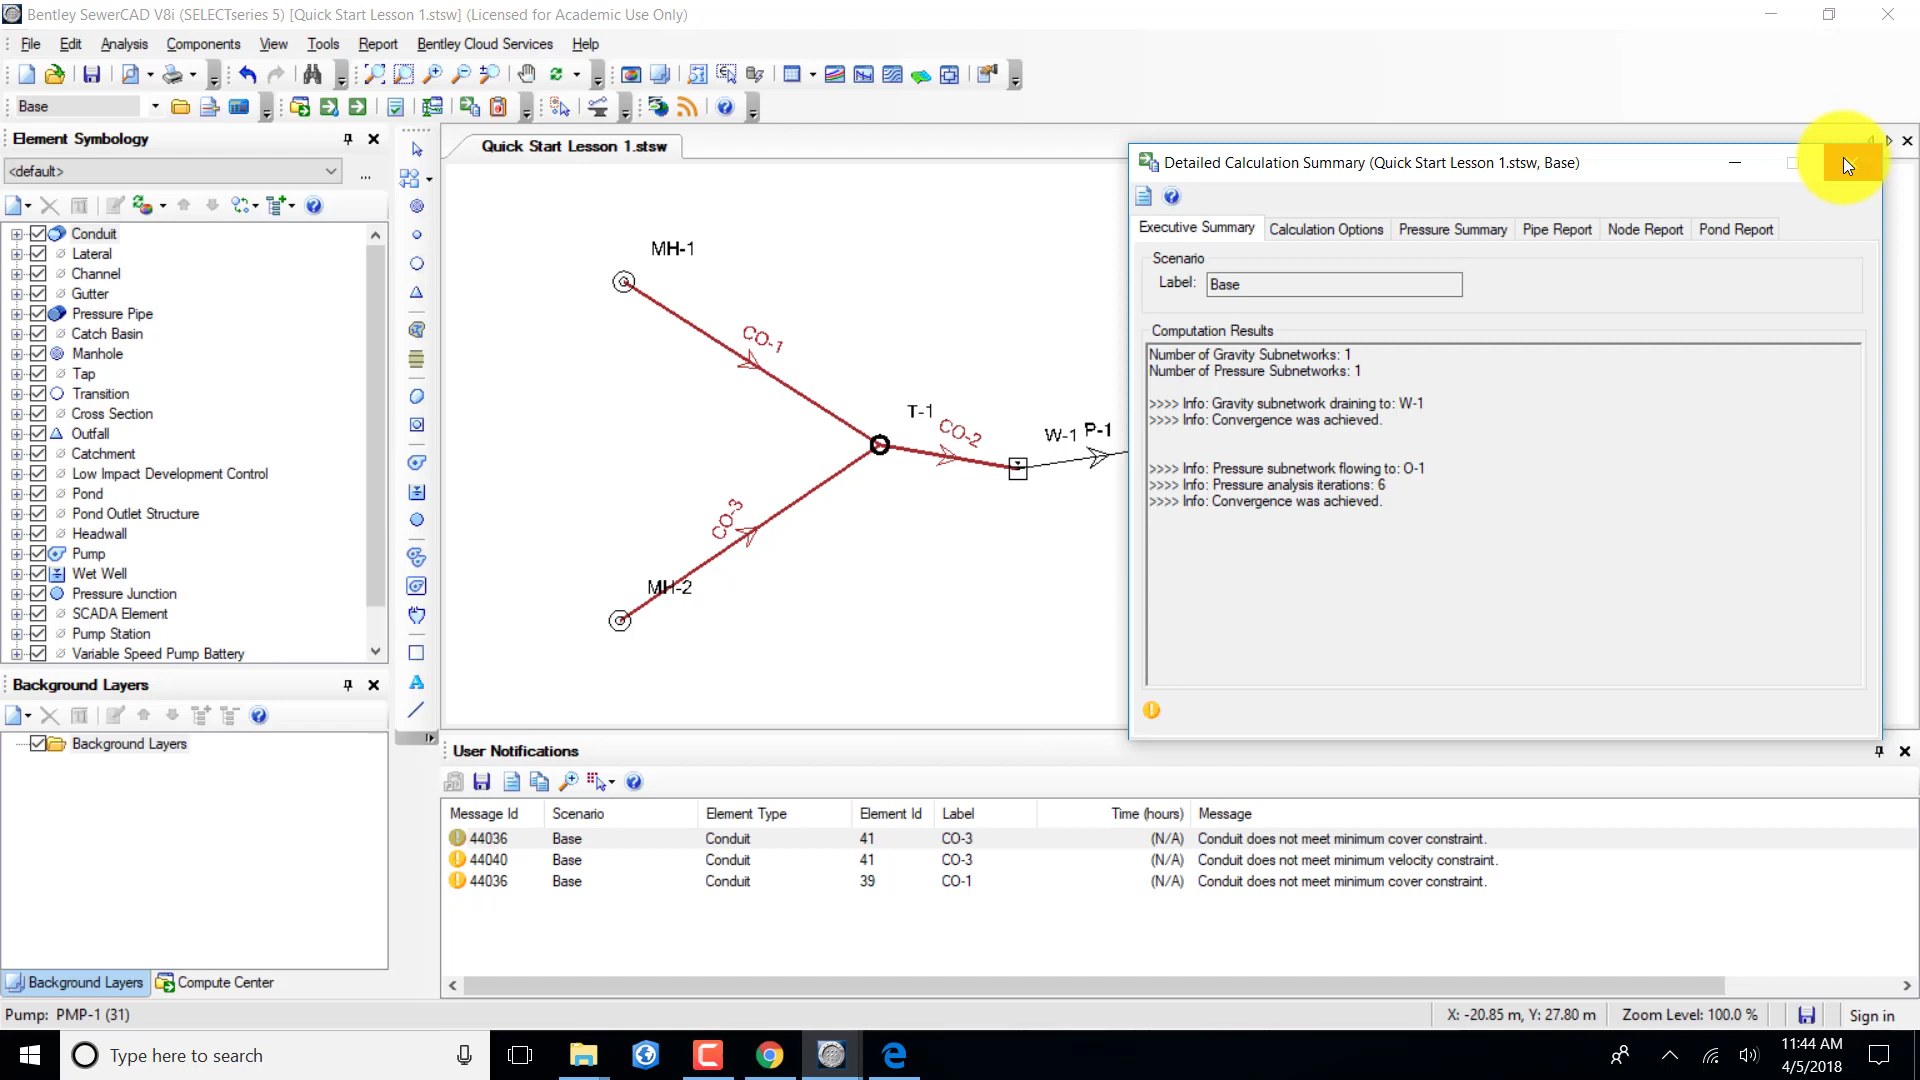 Bentley SewerCAD V8i (SELECTseries 5) [Quick Start Lesson 1.stsw] (Licensed for Academic Use Only)
File Edit Analysis Components View Tools Report Bentley Cloud Services Help
Base
Element Symbology
<default>
...
Conduit
Lateral
Channel
Gutter
Pressure Pipe
Catch Basin
Manhole
Tap
Transition
Cross Section
Outfall
Catchment
Low Impact Development Control
Pond
Pond Outlet Structure
Headwall
Pump
Wet Well
Pressure Junction
SCADA Element
Pump Station
Variable Speed Pump Battery
Background Layers
Background Layers
Background Layers Compute Center
Quick Start Lesson 1.stsw
MH-1
CO-1
T-1
CO-2
W-1 P-1
CO-3
MH-2
Detailed Calculation Summary (Quick Start Lesson 1.stsw, Base)
Executive Summary Calculation Options Pressure Summary Pipe Report Node Report Pond Report
Scenario
Label: Base
Computation Results
Number of Gravity Subnetworks: 1
Number of Pressure Subnetworks: 1
>>>> Info: Gravity subnetwork draining to: W-1
>>>> Info: Convergence was achieved.
>>>> Info: Pressure subnetwork flowing to: O-1
>>>> Info: Pressure analysis iterations: 6
>>>> Info: Convergence was achieved.
User Notifications
Message Id Scenario Element Type Element Id Label Time (hours) Message
44036 Base Conduit 41 CO-3 (N/A) Conduit does not meet minimum cover constraint.
44040 Base Conduit 41 CO-3 (N/A) Conduit does not meet minimum velocity constraint.
44036 Base Conduit 39 CO-1 (N/A) Conduit does not meet minimum cover constraint.
Pump: PMP-1 (31)
X: -20.85 m, Y: 27.80 m Zoom Level: 100.0 % Sign in
Type here to search
11:44 AM
4/5/2018